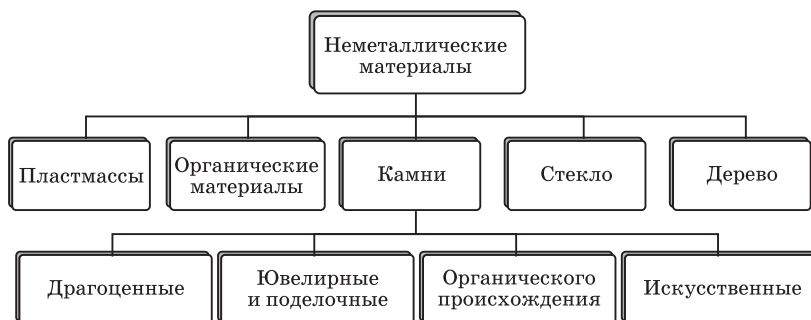 Неметаллические
материалы
Пластмассы
Органические
материалы
Камни
Стекло
Дерево
Драгоценные
Ювелирные
и поделочные
Органического
происхождения
Искусственные